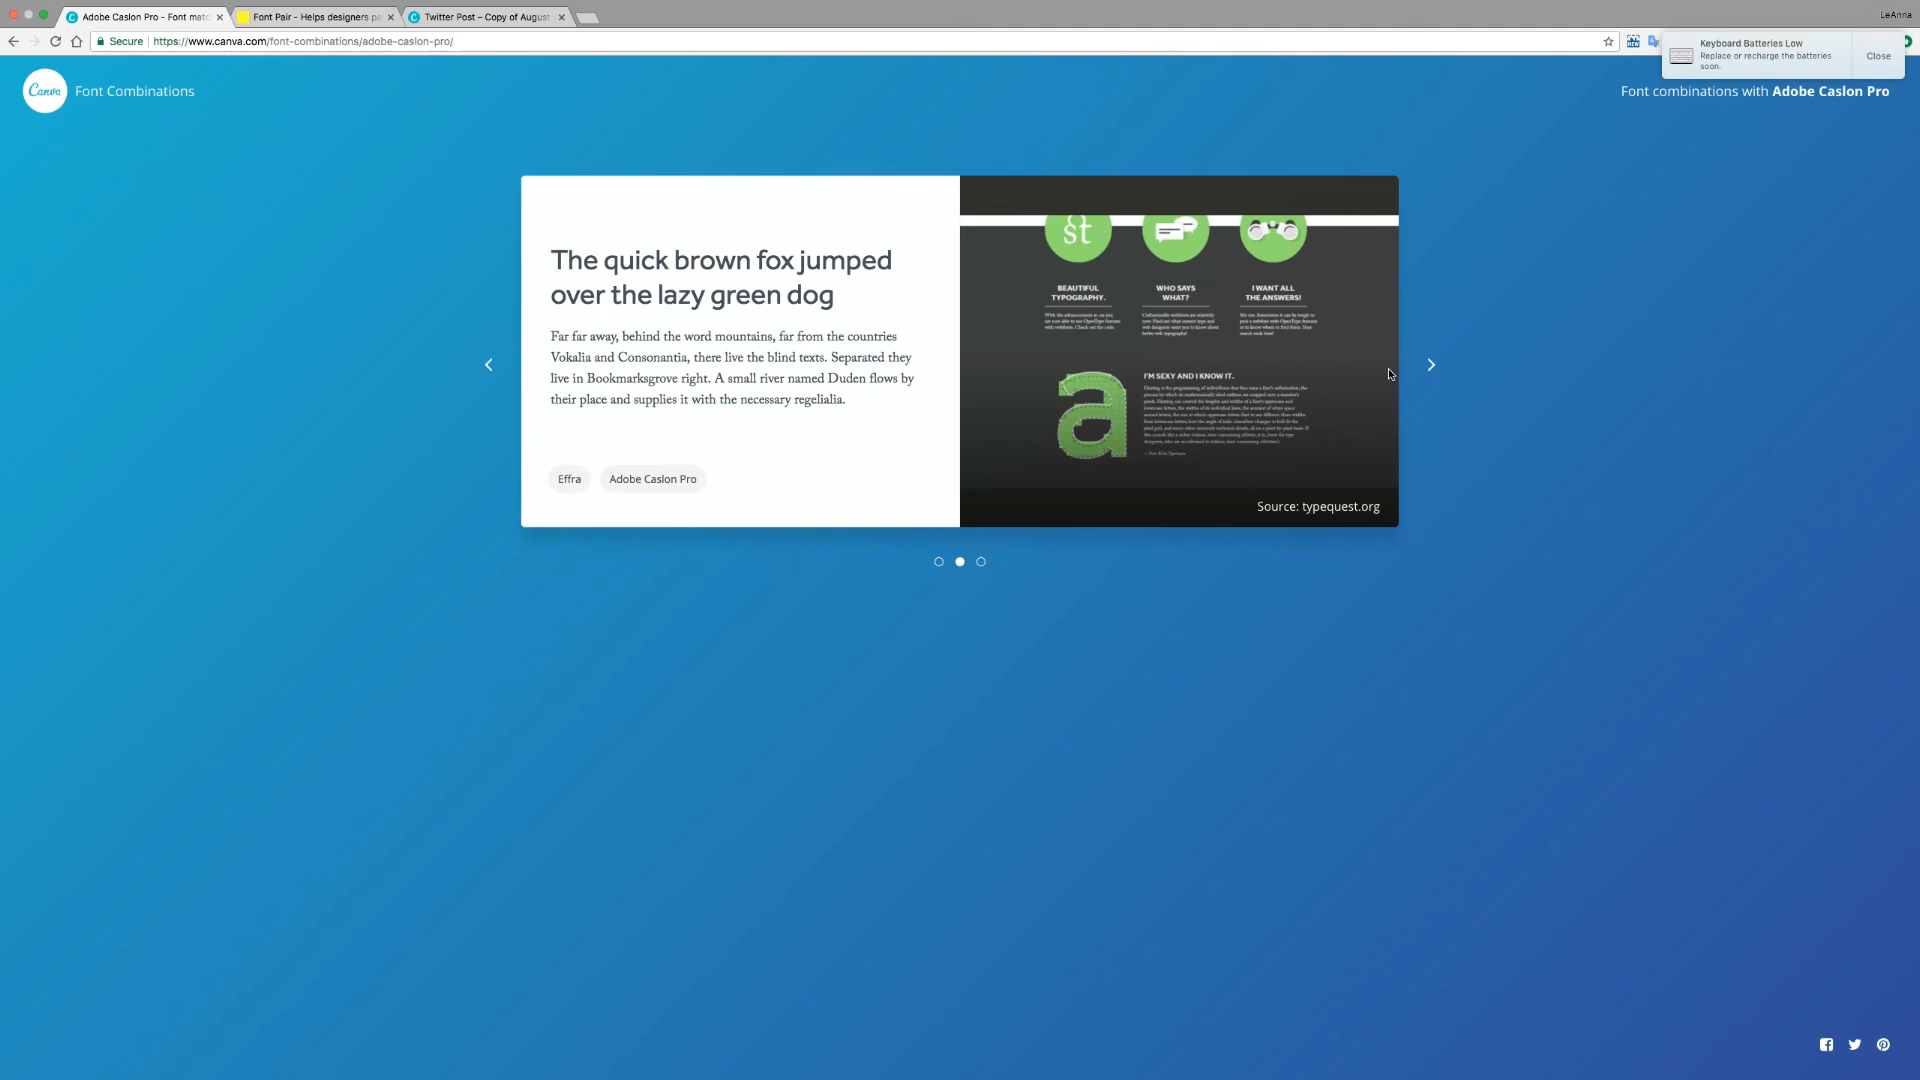 Adobe Caslon Pro - Font mat
Font Pair - Helps designers pa
Twitter Post – Copy of August
LeAnna
Secure
https://www.canva.com/font-combinations/adobe-caslon-pro/
Keyboard Batteries Low
Replace or recharge the batteries
soon.
Close
Canva
Font Combinations
Font combinations with Adobe Caslon Pro
The quick brown fox jumped
over the lazy green dog
Far far away, behind the word mountains, far from the countries
Vokalia and Consonantia, there live the blind texts. Separated they
live in Bookmarksgrove right. A small river named Duden flows by
their place and supplies it with the necessary regelialia.
Effra
Adobe Caslon Pro
st
BEAUTIFUL
TYPOGRAPHY.
WHO SAYS
WHAT?
I WANT ALL
THE ANSWERS!
a
I'M SEXY AND I KNOW IT.
Source: typequest.org